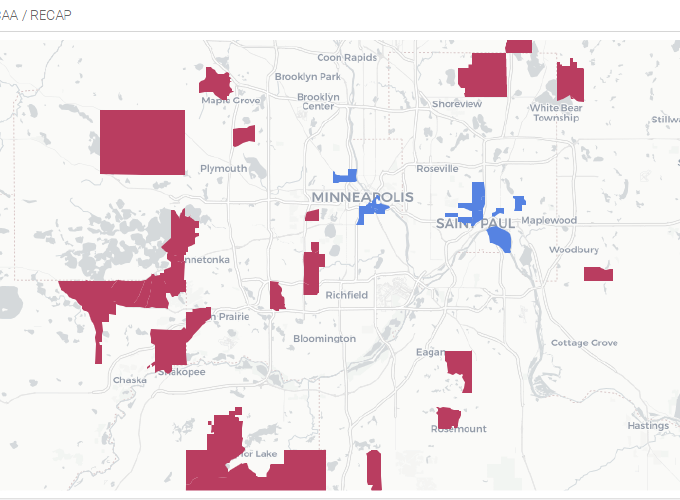 CAA / RECAP
Coon Rapids
Brooklyn Park
Maple Grove
Brooklyn
Center
Shoreview
White Bear
Township
Stillwa
Plymouth
Roseville
MINNEAPOLIS
SAINT PAUL
Maplewood
Woodbury
nnetonka
Richfield
n Prairie
Bloomington
Cottage Grove
Eagan
Shakopee
Chaska
Rosemount
Hastings
ior Lake